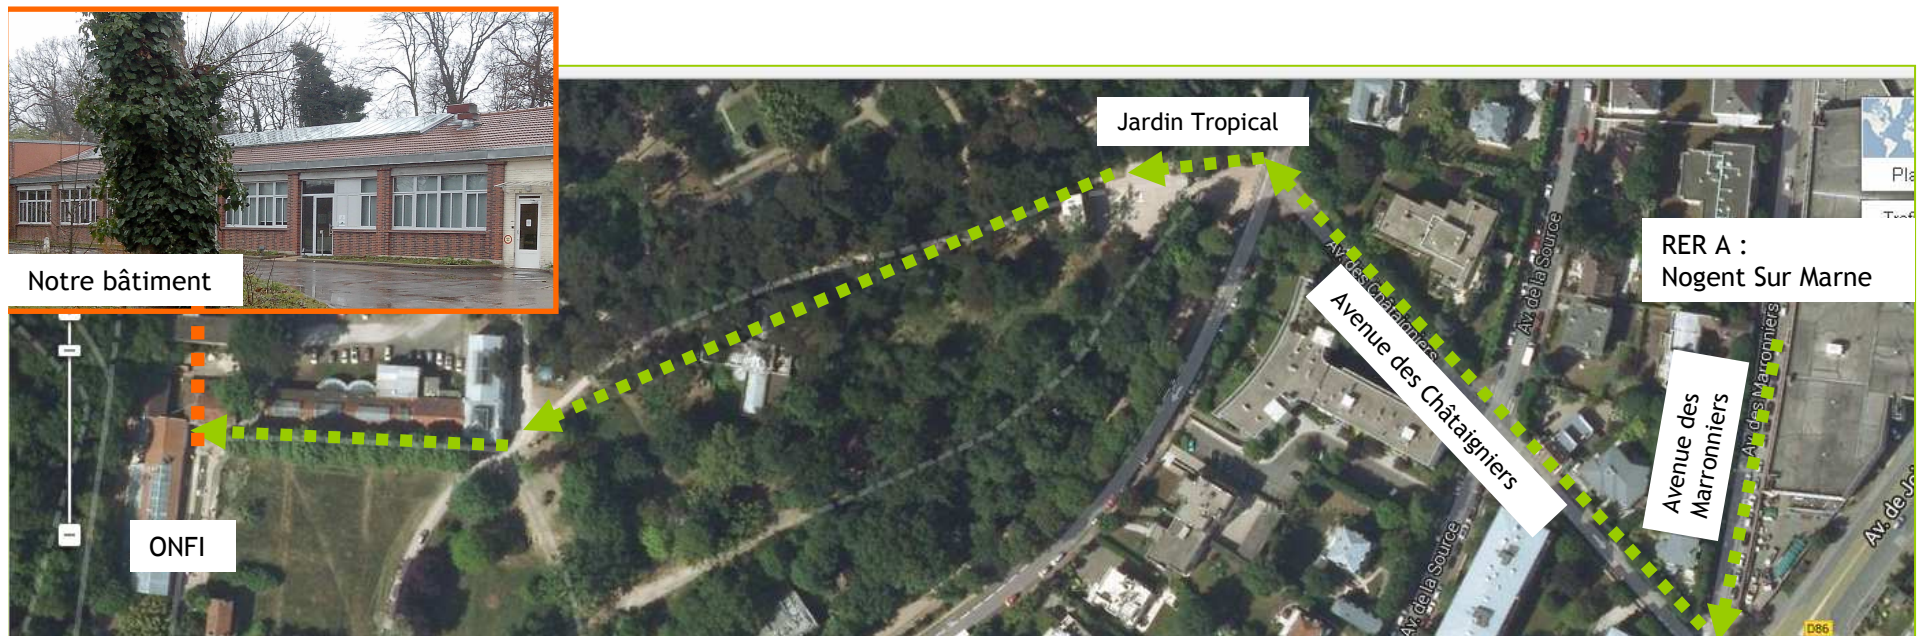 Notre bâtiment
Jardin Tropical
RER A :
Nogent Sur Marne
ONFI
Avenue des Châtaigniers
Avenue des
Marronniers
Av. des Châtaigniers
Av. de la Source
Av. de la Source
Av. des Marronniers
D86